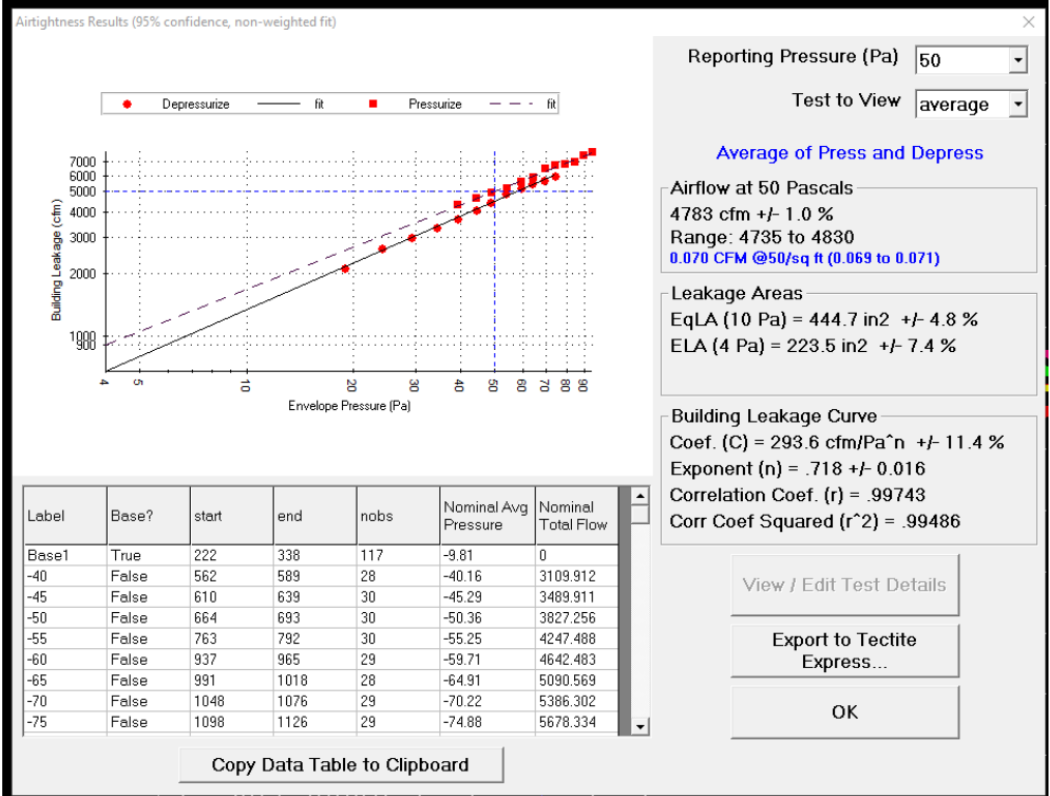 Airtightness Results (95% confidence, non-weighted fit)
Depressurize fit Pressurize fit
7000
6000
5000
4000
3000
2000
1000
900
Building Leakage (cfm)
4 5 10 20 30 40 50 60 70 80 90
Envelope Pressure (Pa)
Reporting Pressure (Pa) 50
Test to View average
Average of Press and Depress
Airflow at 50 Pascals
4783 cfm +/- 1.0 %
Range: 4735 to 4830
0.070 CFM @50/sq ft (0.069 to 0.071)
Leakage Areas
EqLA (10 Pa) = 444.7 in2 +/- 4.8 %
ELA (4 Pa) = 223.5 in2 +/- 7.4 %
Building Leakage Curve
Coef. (C) = 293.6 cfm/Pa^n +/- 11.4 %
Exponent (n) = .718 +/- 0.016
Correlation Coef. (r) = .99743
Corr Coef Squared (r^2) = .99486
Label Base? start end nobs Nominal Avg Pressure Nominal Total Flow
Base1 True 222 338 117 -9.81 0
-40 False 562 589 28 -40.16 3109.912
-45 False 610 639 30 -45.29 3489.911
-50 False 664 693 30 -50.36 3827.256
-55 False 763 792 30 -55.25 4247.488
-60 False 937 965 29 -59.71 4642.483
-65 False 991 1018 28 -64.91 5090.569
-70 False 1048 1076 29 -70.22 5386.302
-75 False 1098 1126 29 -74.88 5678.334
View / Edit Test Details
Export to Tectite
Express...
OK
Copy Data Table to Clipboard